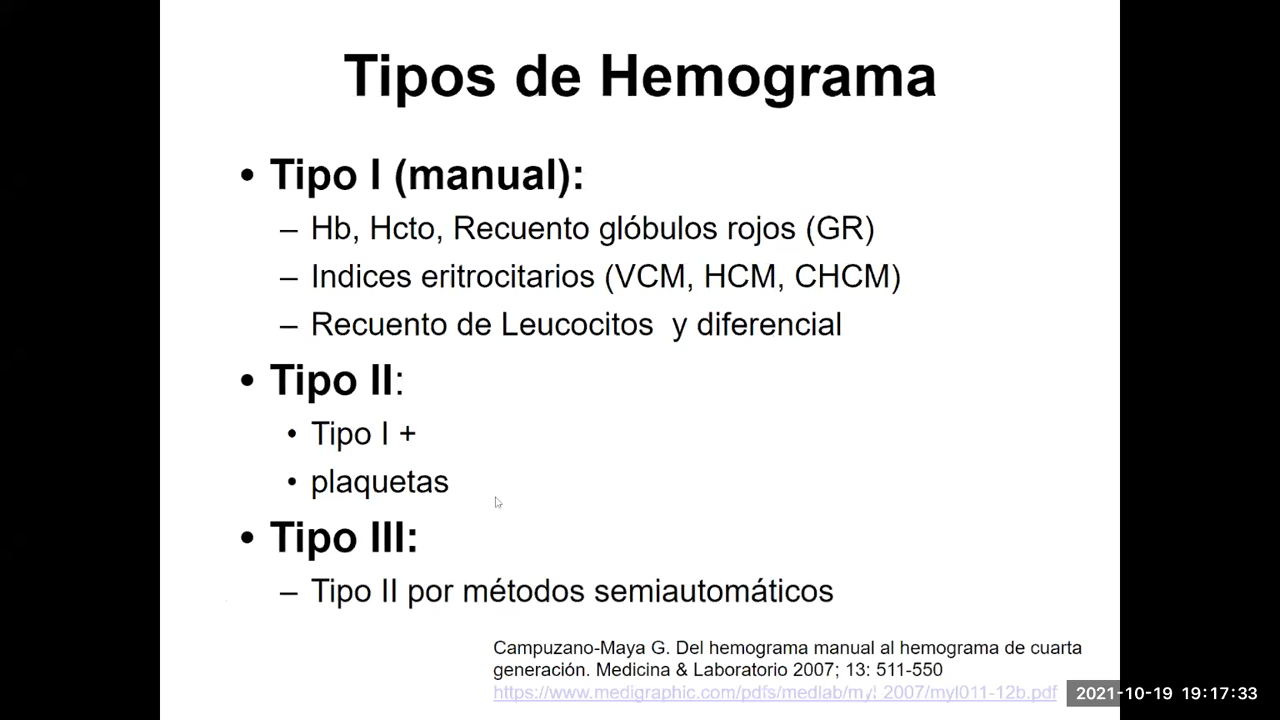 Tipos de Hemograma
• Tipo I (manual):
– Hb, Hcto, Recuento glóbulos rojos (GR)
– Indices eritrocitarios (VCM, HCM, CHCM)
– Recuento de Leucocitos y diferencial
• Tipo II:
• Tipo I +
• plaquetas
• Tipo III:
– Tipo II por métodos semiautomáticos
Campuzano-Maya G. Del hemograma manual al hemograma de cuarta
generación. Medicina & Laboratorio 2007; 13: 511-550
2021-10-19 19:17:33